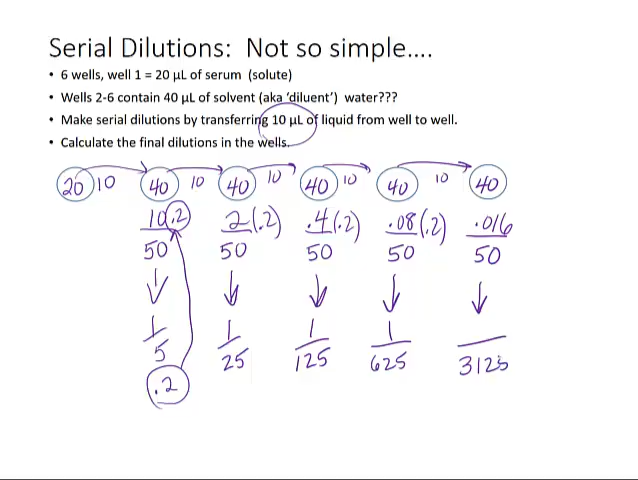 Serial Dilutions: Not so simple....
• 6 wells, well 1 = 20 µL of serum (solute)
• Wells 2-6 contain 40 µL of solvent (aka 'diluent') water???
• Make serial dilutions by transferring 10 µL of liquid from well to well.
• Calculate the final dilutions in the wells.
20 10 40 10 40 10 40 10 40 10 40
10(.2) 2(.2) .4(.2) .08(.2) .016
50 50 50 50 50
1 1 1 1
5 25 125 625 3125
.2